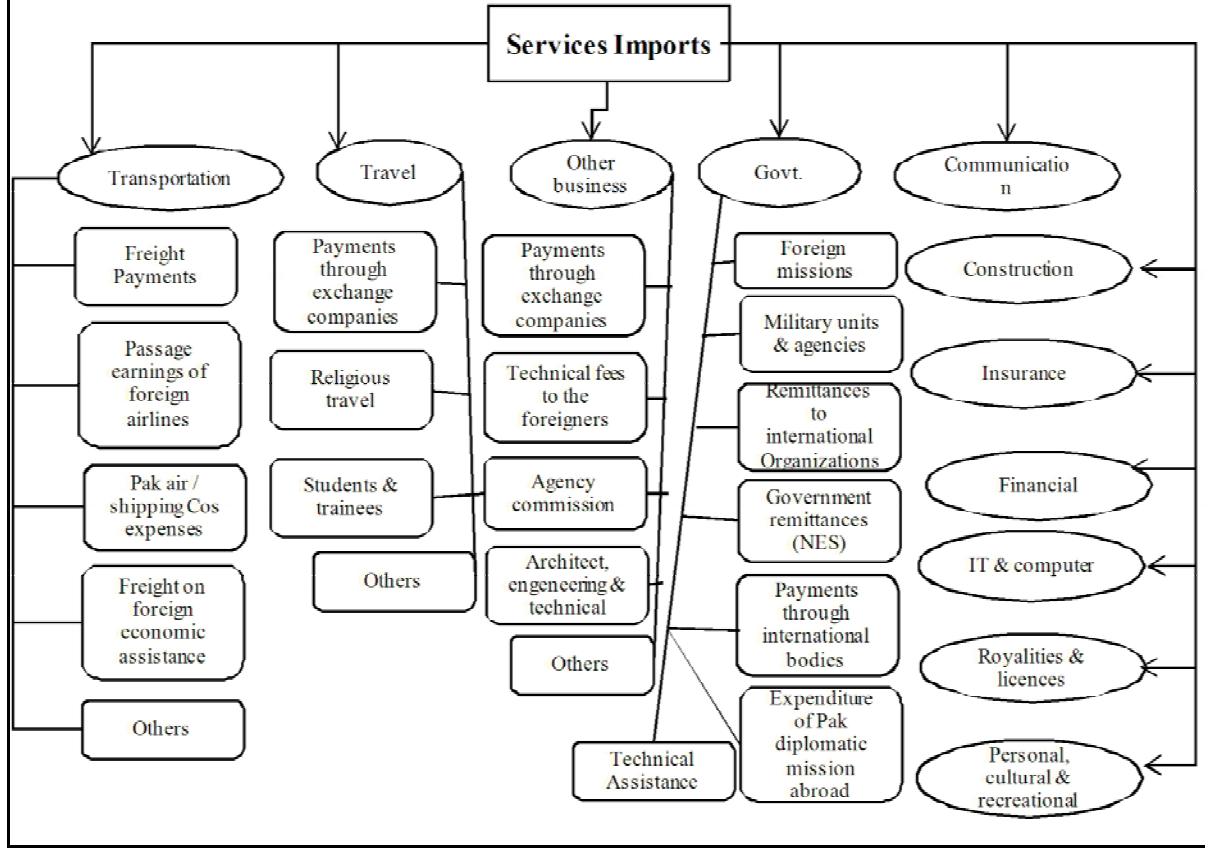 Services Imports
Transportation
Freight
Payments
Passage
earnings of
foreign
airlines
Pak air /
shipping Cos
expenses
Freight on
foreign
economic
assistance
Others
Travel
Payments
through
exchange
companies
Religious
travel
Students &
trainees
Others
Other
business
Payments
through
exchange
companies
Technical fees
to the
foreigners
Agency
commission
Architect,
engeneering &
technical
Others
Govt.
Foreign
missions
Military units
& agencies
Remittances
to
international
Organizations
Government
remittances
(NES)
Payments
through
international
bodies
Expenditure
of Pak
diplomatic
mission
abroad
Technical
Assistance
Communicatio
n
Construction
Insurance
Financial
IT & computer
Royalities &
licences
Personal,
cultural &
recreational